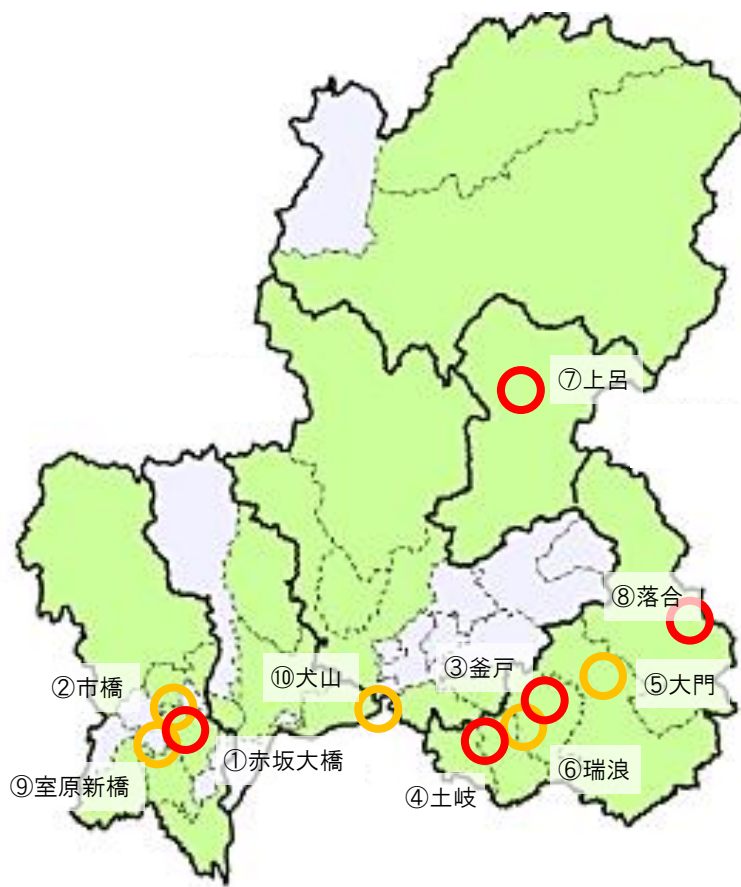 ⑦上呂
⑧落合
③釜戸
⑩犬山
②市橋
⑤大門
①赤坂大橋
⑥瑞浪
⑨室原新橋
④土岐